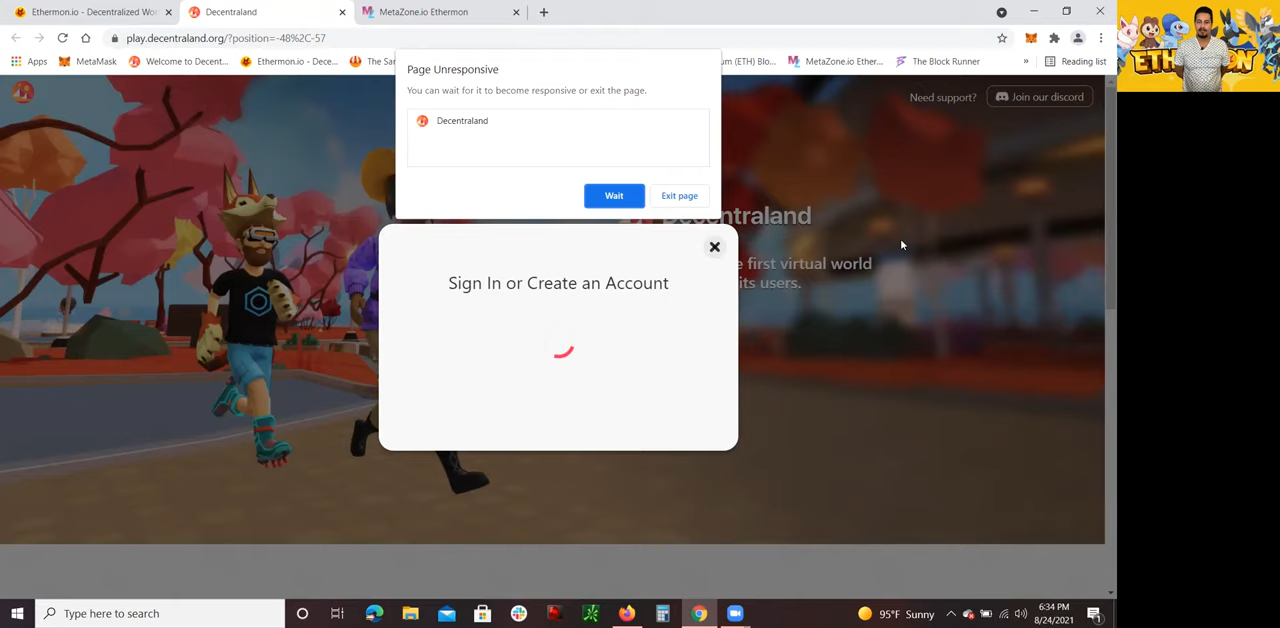 Ethermon.io - Decentralized Wo
Decentraland
MetaZone.io Ethermon
play.decentraland.org/?position=-48%2C-57
Apps
MetaMask
Welcome to Decent...
Ethermon.io - Dece...
The Sar
um (ETH) Bloc...
MetaZone.io Ether...
The Block Runner
»
Reading list
Page Unresponsive
You can wait for it to become responsive or exit the page.
Decentraland
Wait
Exit page
Need support?
Join our discord
Decentraland
e first virtual world
its users.
Sign In or Create an Account
Type here to search
95°F Sunny
6:34 PM
8/24/2021
1